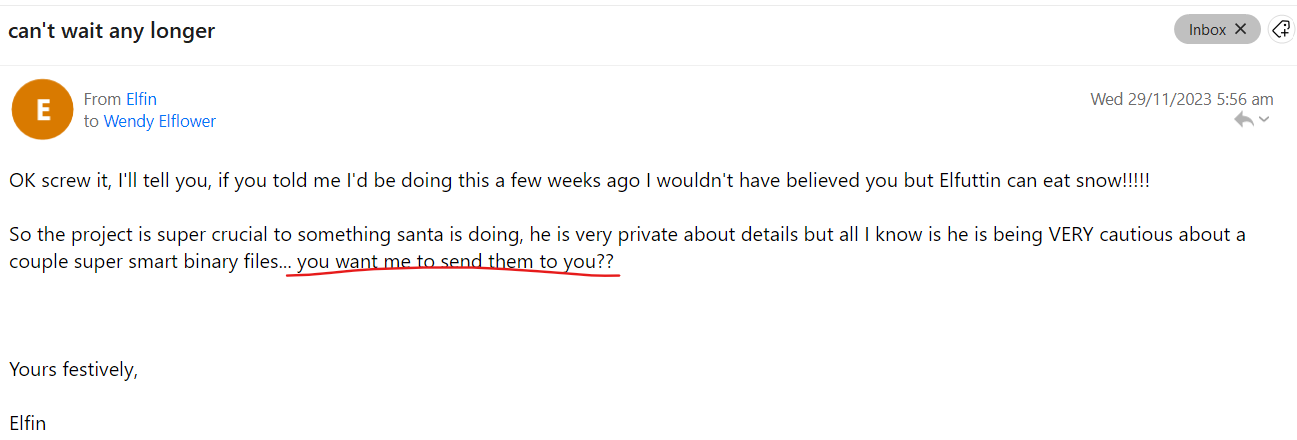 can't wait any longer
Inbox ✕
E
From Elfin
Wed 29/11/2023 5:56 am
to Wendy Elflower
OK screw it, I'll tell you, if you told me I'd be doing this a few weeks ago I wouldn't have believed you but Elfuttin can eat snow!!!!!
So the project is super crucial to something santa is doing, he is very private about details but all I know is he is being VERY cautious about a
couple super smart binary files... you want me to send them to you??
Yours festively,
Elfin